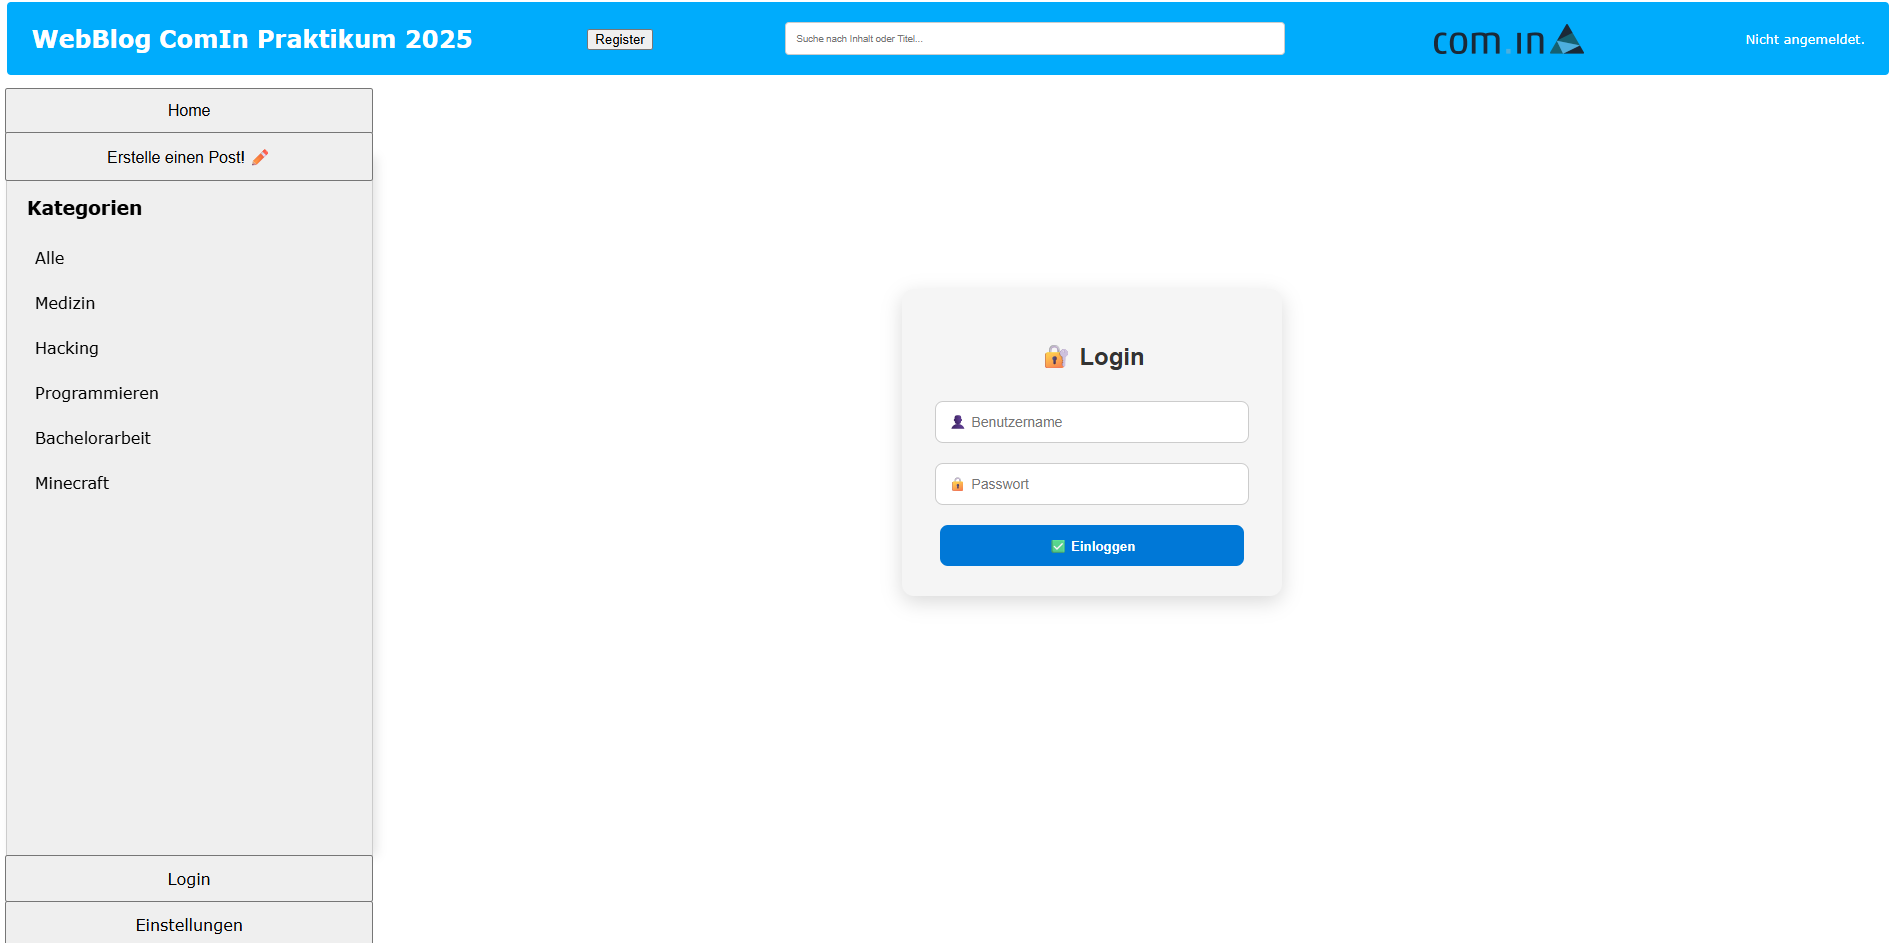 WebBlog ComIn Praktikum 2025
Register
Suche nach Inhalt oder Titel...
com.in
Nicht angemeldet.
Home
Erstelle einen Post! ✏️
Kategorien
Alle
Medizin
Hacking
Programmieren
Bachelorarbeit
Minecraft
Login
Einstellungen
🔐 Login
👤 Benutzername
🔒 Passwort
✅ Einloggen